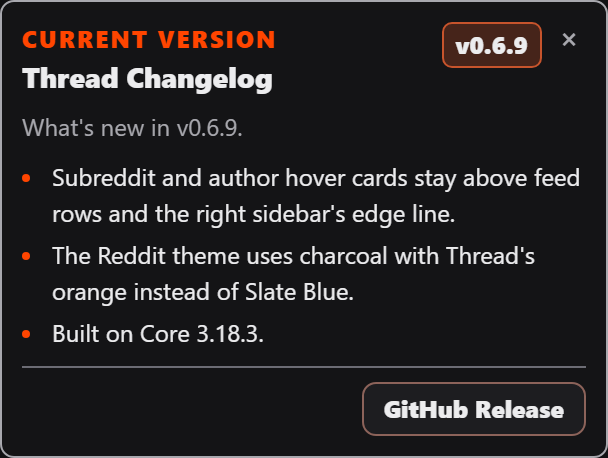 CURRENT VERSION
v0.6.9
×
Thread Changelog
What's new in v0.6.9.
• Subreddit and author hover cards stay above feed
rows and the right sidebar's edge line.
• The Reddit theme uses charcoal with Thread's
orange instead of Slate Blue.
• Built on Core 3.18.3.
GitHub Release